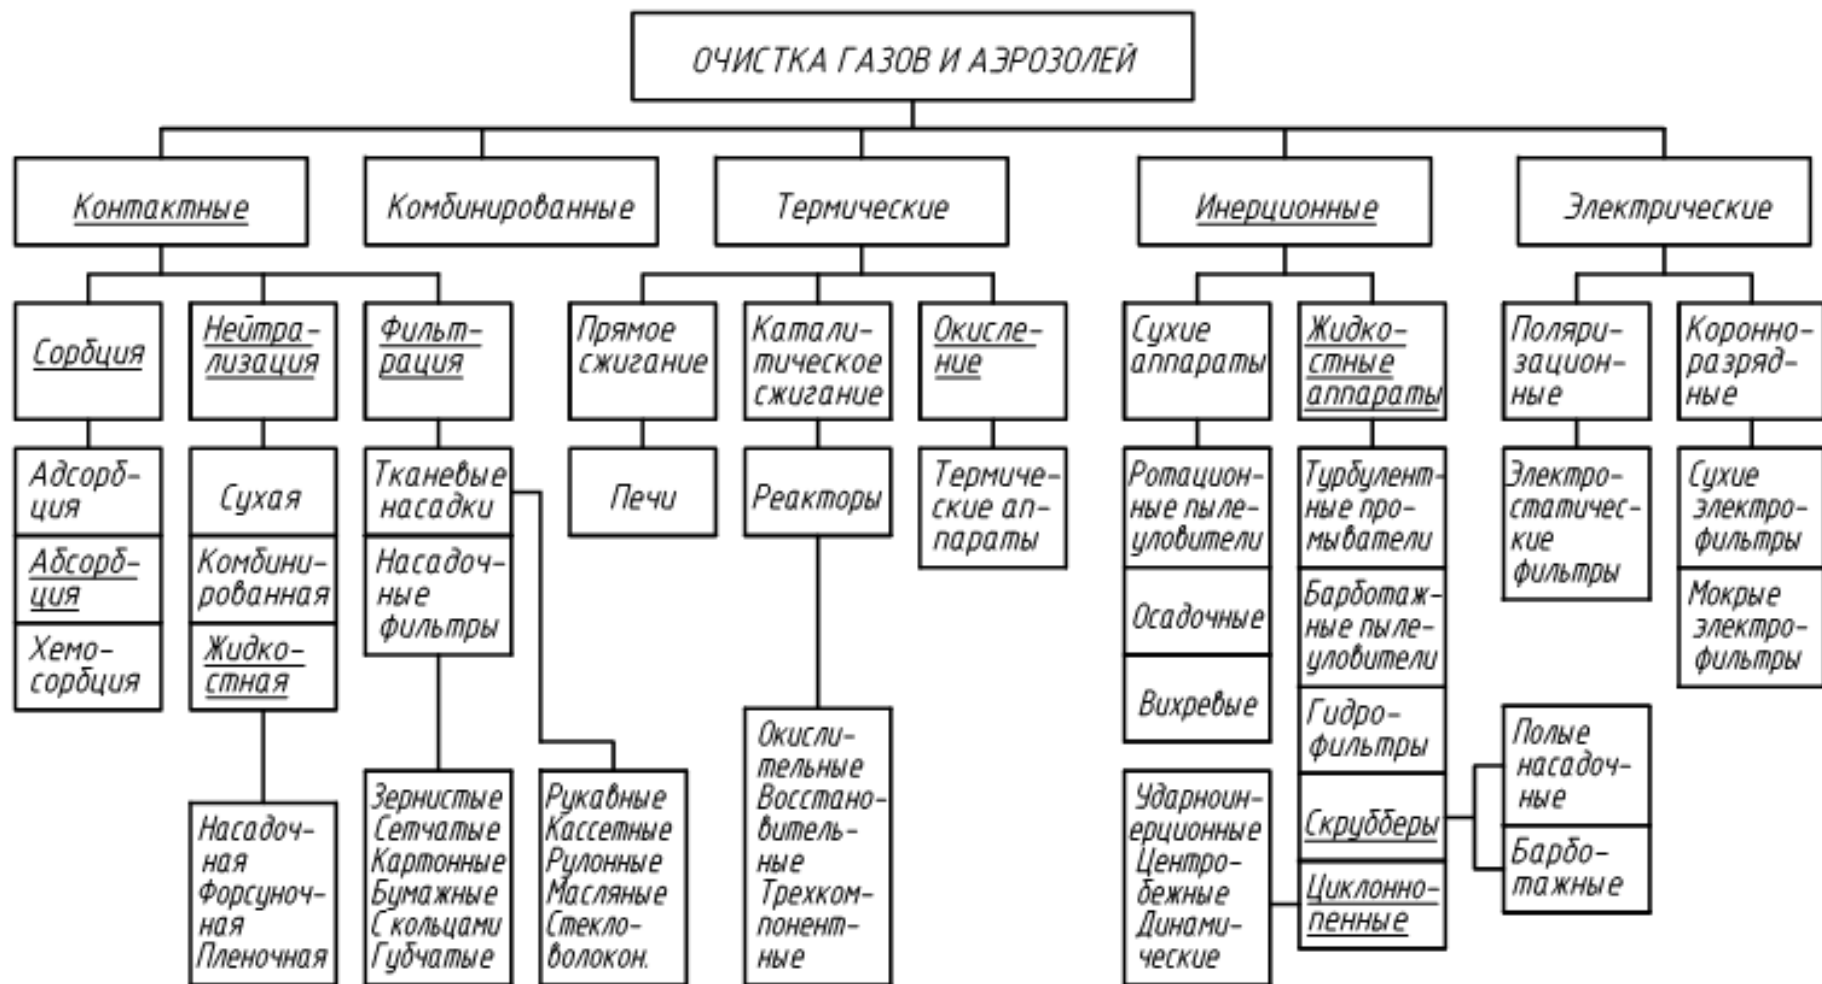 ОЧИСТКА ГАЗОВ И АЭРОЗОЛЕЙ
Контактные
Комбинированные
Термические
Инерционные
Электрические
Сорбция
Нейтра-
лизация
Фильт-
рация
Прямое
сжигание
Катали-
тическое
сжигание
Окисле-
ние
Сухие
аппараты
Жидко-
стные
аппараты
Поляри-
зацион-
ные
Коронно-
разряд-
ные
Адсорб-
ция
Абсорб-
ция
Хемо-
сорбция
Сухая
Комбини-
рованная
Жидко-
стная
Тканевые
насадки
Насадоч-
ные
фильтры
Печи
Реакторы
Термичес-
ские ап-
параты
Ротацион-
ные пыле-
уловители
Осадочные
Вихревые
Турбулент-
ные про-
мыватели
Барботаж-
ные пыле-
уловители
Гидро-
фильтры
Скрубберы
Циклонно-
пенные
Электро-
статичес-
кие
фильтры
Сухие
электро-
фильтры
Мокрые
электро-
фильтры
Полые
насадоч-
ные
Барбо-
тажные
Насадоч-
ная
Форсуноч-
ная
Пленочная
Зернистые
Сетчатые
Картонные
Бумажные
С кольцами
Губчатые
Рукавные
Кассетные
Рулонные
Масляные
Стекло-
волокон.
Окисли-
тельные
Восстано-
витель-
ные
Трехком-
понент-
ные
Ударноин-
ерционные
Центро-
бежные
Динами-
ческие